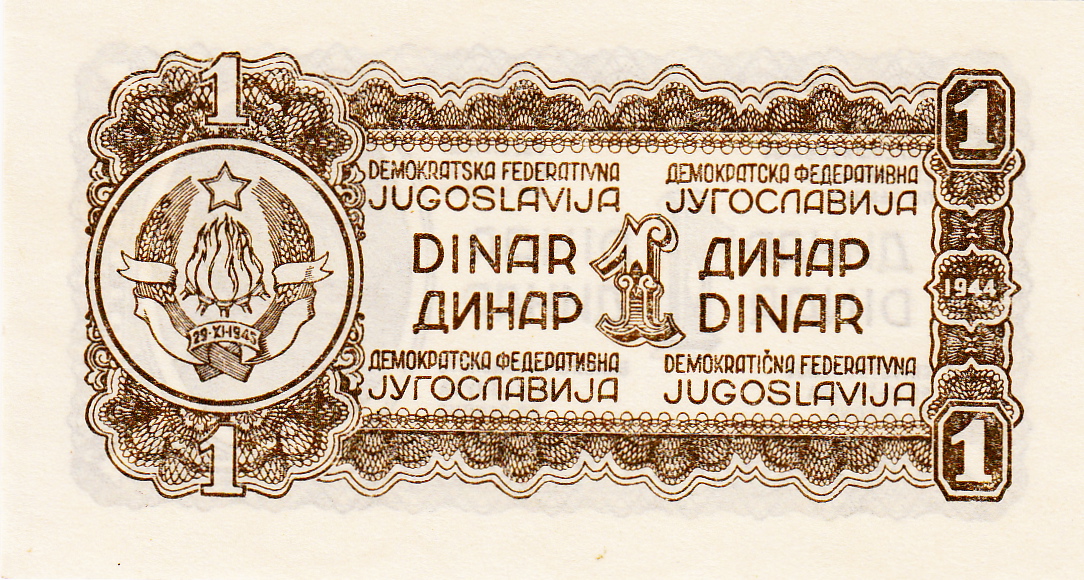 1
1
DEMOKRATSKA FEDERATIVNA
JUGOSLAVIJA
ДЕМОКРАТСКА ФЕДЕРАТИВНА
ЈУГОСЛАВИЈА
DINAR
1
ДИНАР
ДИНАР
DINAR
1944
29·XI·1943
ДЕМОКРАТСКА ФЕДЕРАТИВНА
ЈУГОСЛАВИЈА
DEMOKRATIČNA FEDERATIVNA
JUGOSLAVIJA
1
1